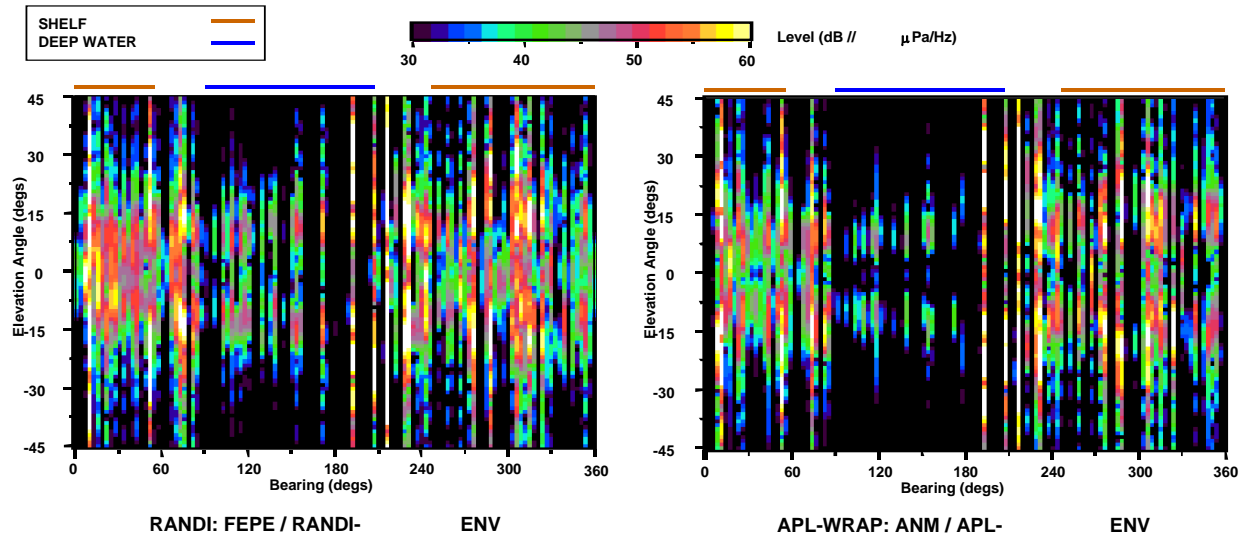 SHELF
DEEP WATER
30 40 50 60
Level (dB // μPa/Hz)
45
30
15
0
-15
-30
-45
Elevation Angle (degs)
0 60 120 180 240 300 360
Bearing (degs)
RANDI: FEPE / RANDI- ENV
45
30
15
0
-15
-30
-45
Elevation Angle (degs)
0 60 120 180 240 300 360
Bearing (degs)
APL-WRAP: ANM / APL- ENV